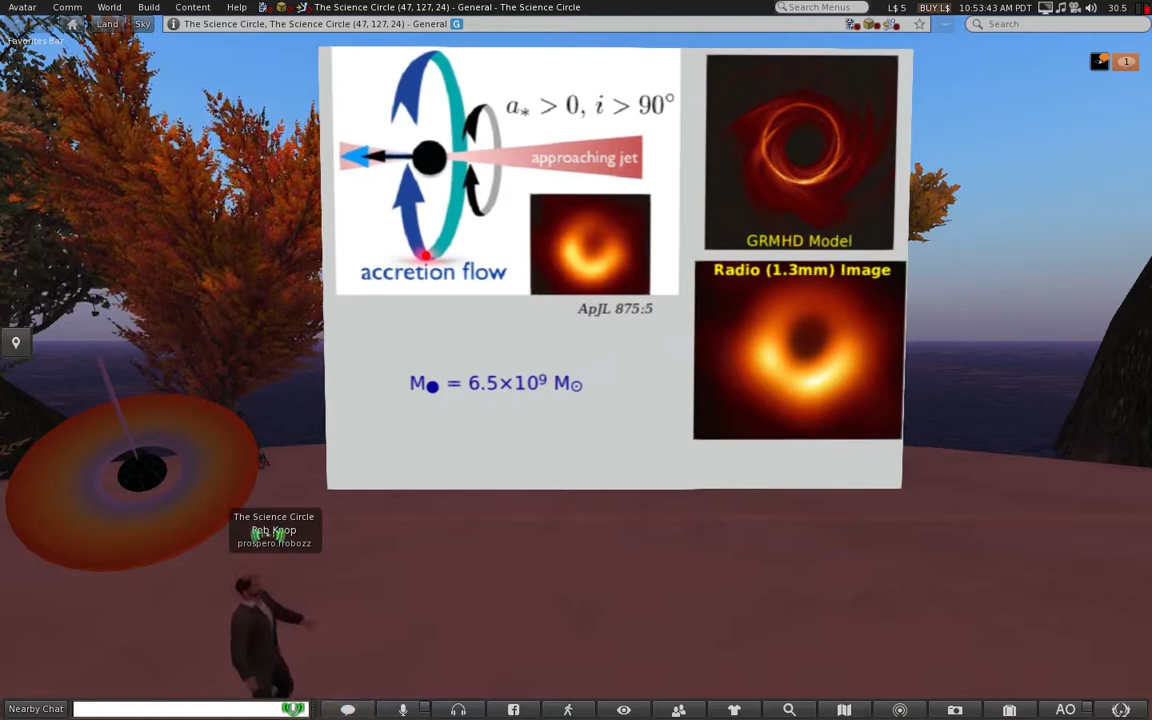 Avatar Comm World Build Content Help The Science Circle (47, 127, 24) - General - The Science Circle Search Menus L$ 5 BUY L$ 10:53:43 AM PDT 30.5
Land Sky The Science Circle, The Science Circle (47, 127, 24) - General G Search
Favorites Bar
1
a* > 0, i > 90°
approaching jet
accretion flow
ApJL 875:5
M● = 6.5×10⁹ M☉
GRMHD Model
Radio (1.3mm) Image
The Science Circle
Rob Knop
prospero.frobozz
Nearby Chat AO